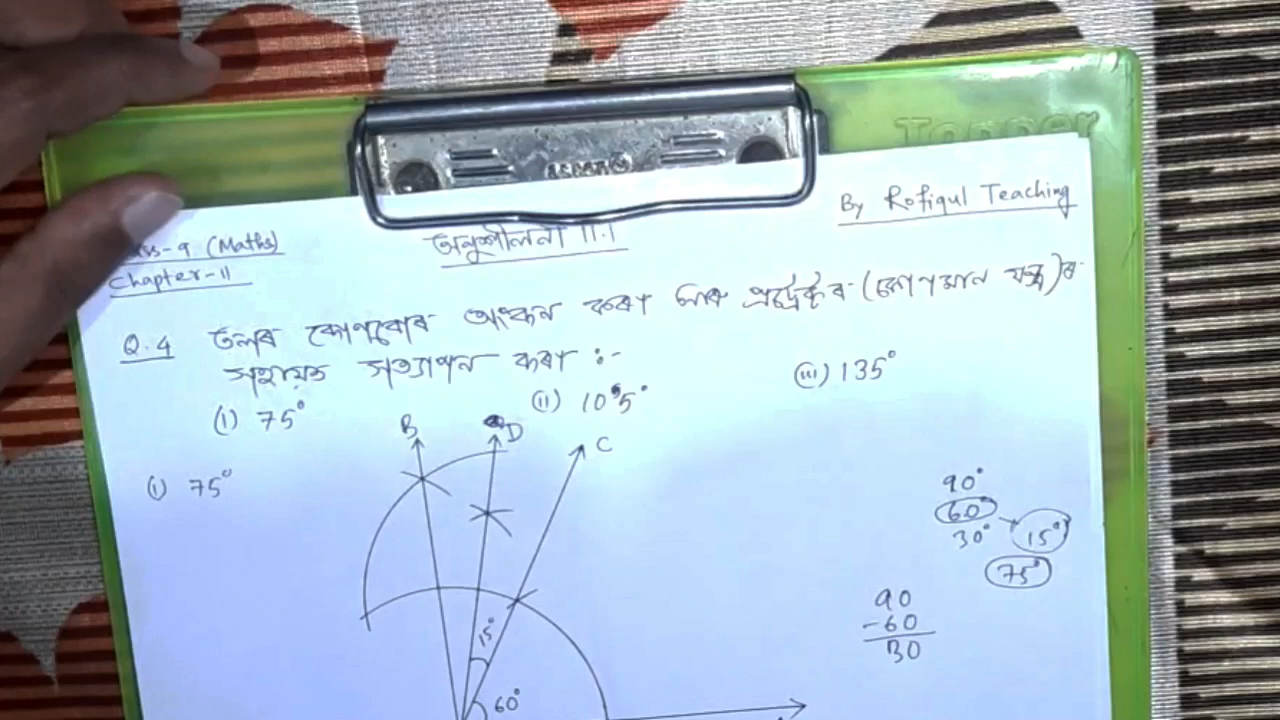 By Rofiqul Teaching
Class-9 (Maths)
অনুশীলনী 11.1
Chapter-11
Q.4 তলৰ কোণবোৰ অংকন কৰা আৰু প্ৰট্ৰেক্টৰ (কোণমান যন্ত্ৰ)ৰ
সহায়ত সত্যাপন কৰা :-
(i) 75° (ii) 105° (iii) 135°
B D C
(i) 75°
90°
60°
30° 15°
75°
90
-60
30
15°
60°